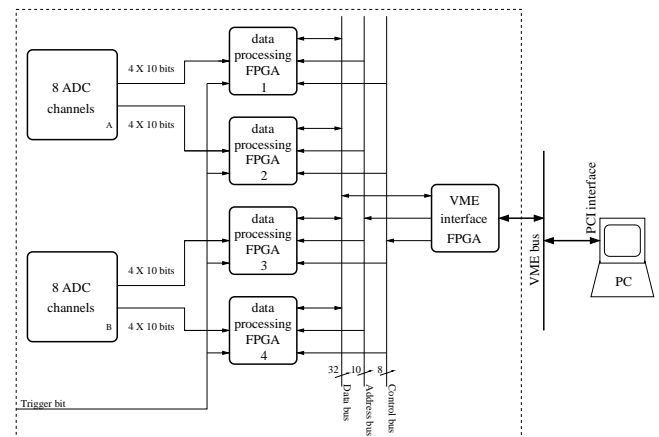 data
processing
FPGA
1
4 X 10 bits
8 ADC
channels
A
4 X 10 bits
data
processing
FPGA
2
VME
interface
FPGA
VME bus
PCI interface
PC
data
processing
FPGA
3
4 X 10 bits
8 ADC
channels
B
4 X 10 bits
data
processing
FPGA
4
32
10
8
Data bus
Address bus
Control bus
Trigger bit